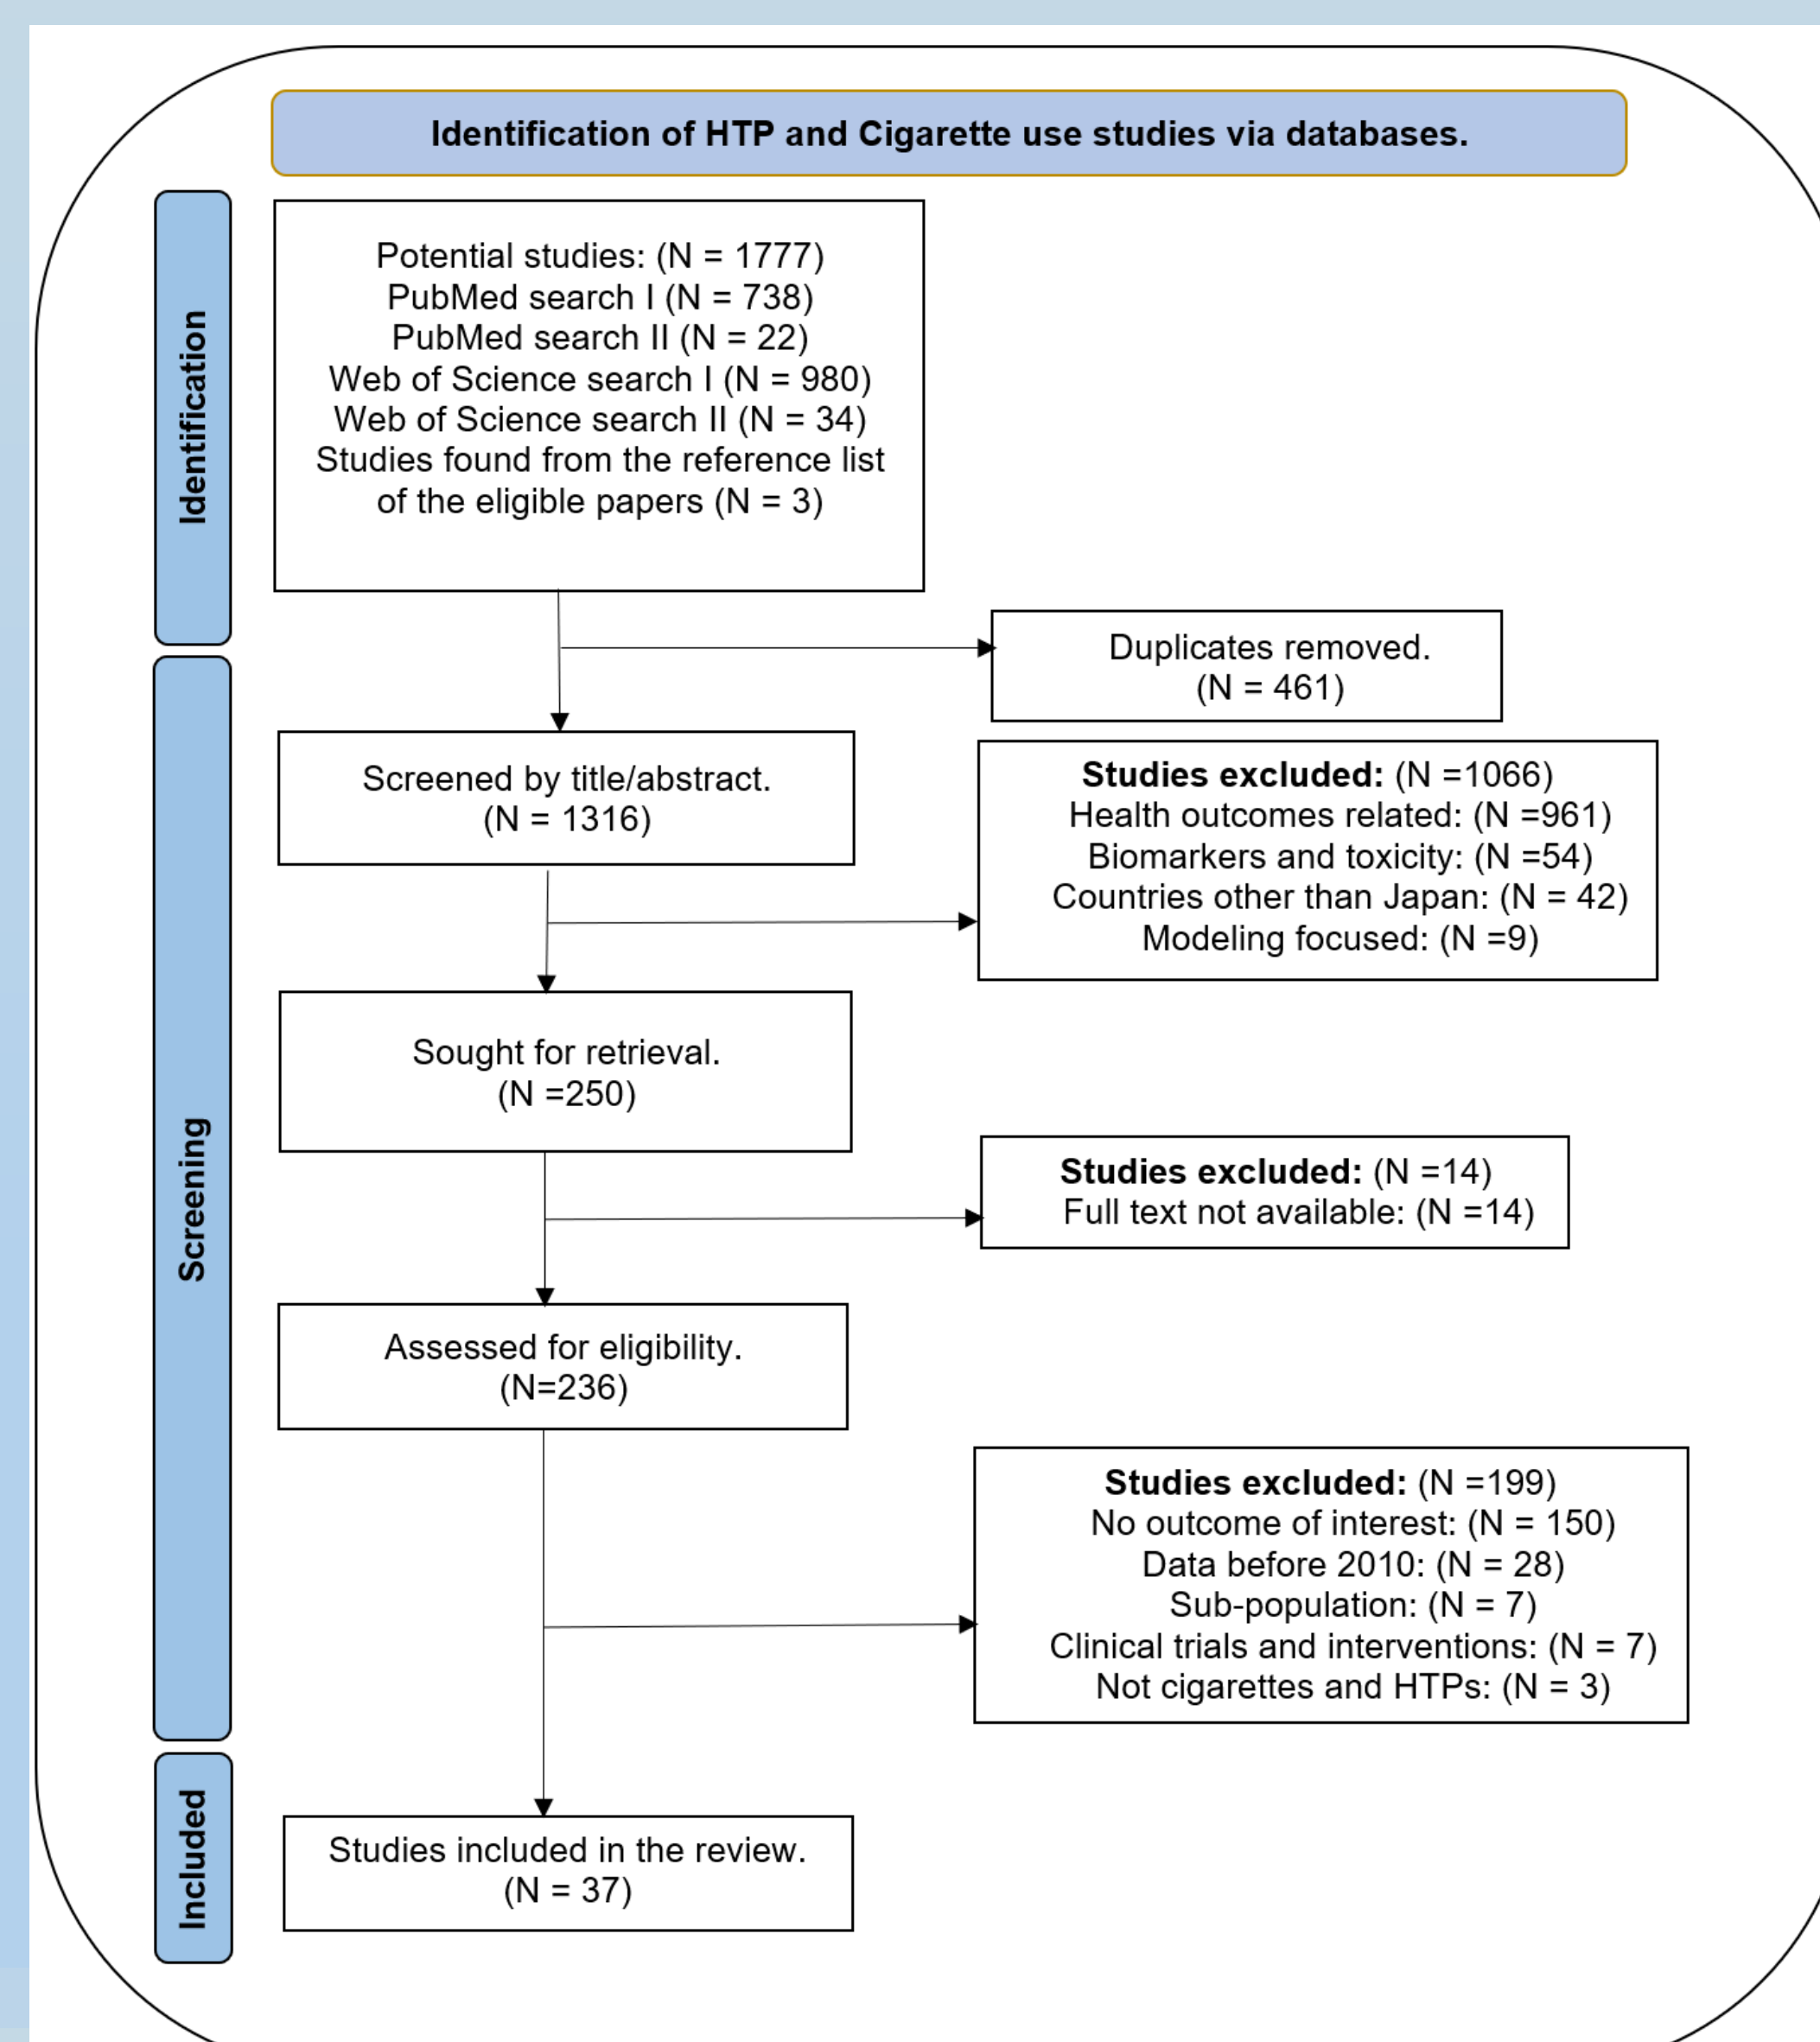 Identification of HTP and Cigarette use studies via databases.
Identification
Potential studies: (N = 1777)
PubMed search I (N = 738)
PubMed search II (N = 22)
Web of Science search I (N = 980)
Web of Science search II (N = 34)
Studies found from the reference list
of the eligible papers (N = 3)
Duplicates removed.
(N = 461)
Screening
Screened by title/abstract.
(N = 1316)
Studies excluded: (N =1066)
Health outcomes related: (N =961)
Biomarkers and toxicity: (N =54)
Countries other than Japan: (N = 42)
Modeling focused: (N =9)
Sought for retrieval.
(N =250)
Studies excluded: (N =14)
Full text not available: (N =14)
Assessed for eligibility.
(N=236)
Studies excluded: (N =199)
No outcome of interest: (N = 150)
Data before 2010: (N = 28)
Sub-population: (N = 7)
Clinical trials and interventions: (N = 7)
Not cigarettes and HTPs: (N = 3)
Included
Studies included in the review.
(N = 37)